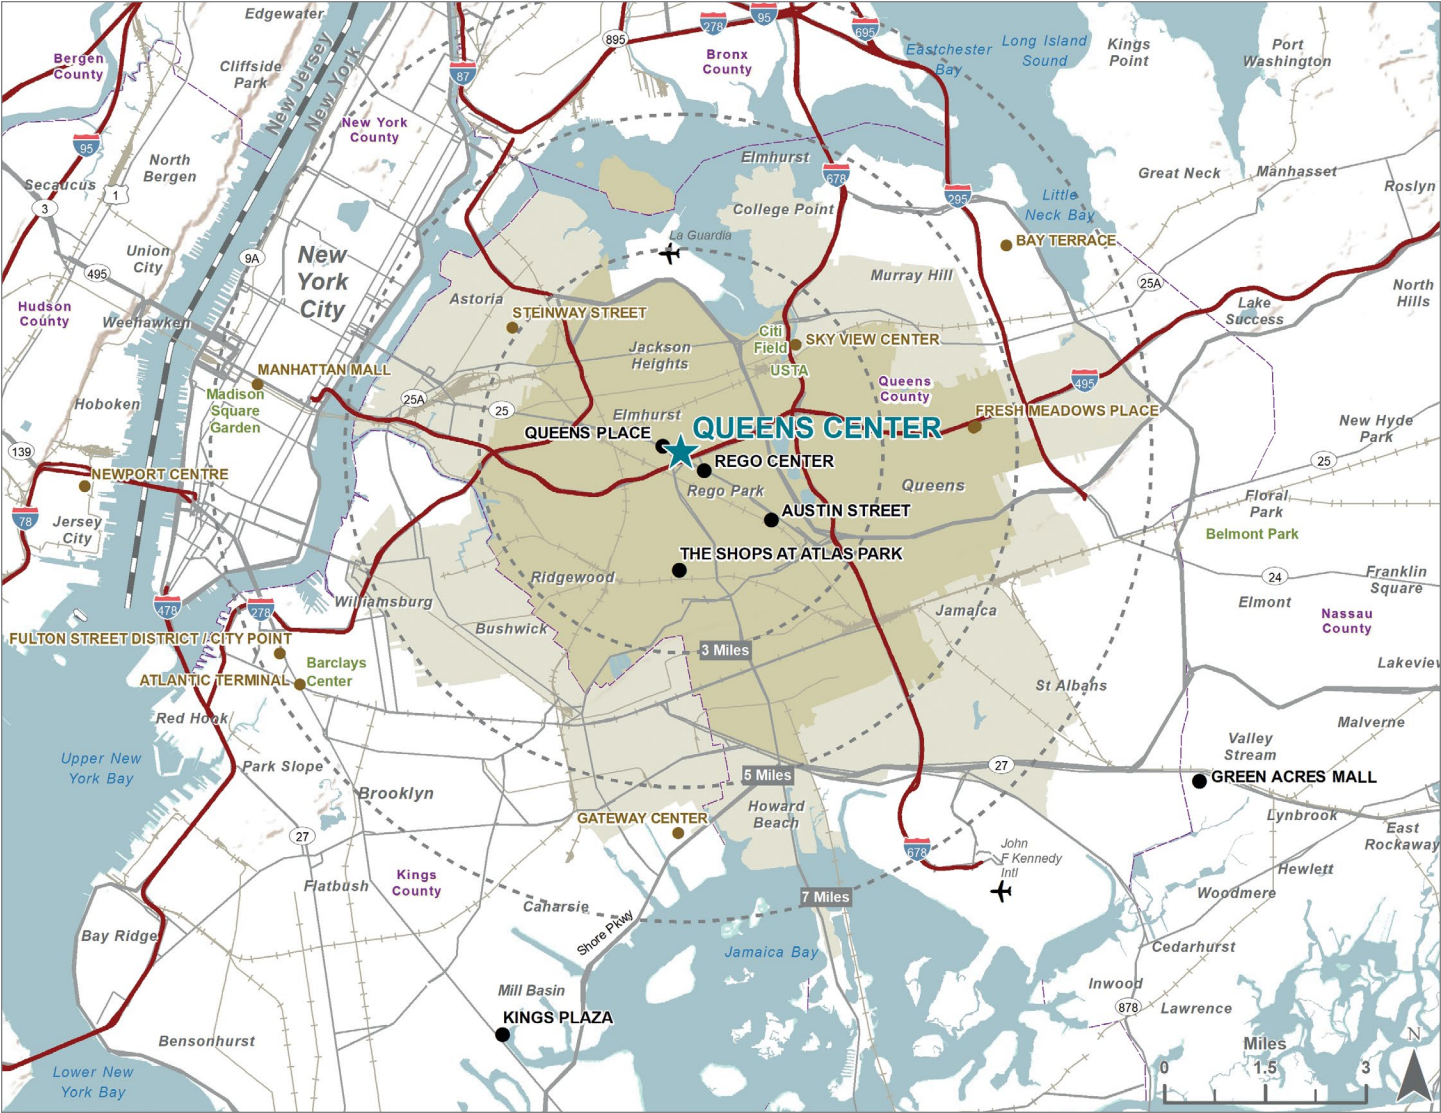 Edgewater
278
95
695
895
Bergen
County
Cliffside
Park
New Jersey
New York
87
Bronx
County
Eastchester
Bay
Long Island
Sound
Kings
Point
Port
Washington
New York
County
95
North
Bergen
Elmhurst
678
295
Great Neck
Manhasset
Roslyn
Secaucus
1
3
College Point
Little
Neck Bay
La Guardia
BAY TERRACE
Union
City
9A
New
York
City
495
Murray Hill
25A
North
Hills
Hudson
County
Weehawken
Astoria
STEINWAY STREET
Lake
Success
Citi
Field
SKY VIEW CENTER
Jackson
Heights
USTA
MANHATTAN MALL
Madison
Square
Garden
Hoboken
25A
25
Queens
County
495
FRESH MEADOWS PLACE
Elmhurst
QUEENS PLACE
QUEENS CENTER
New Hyde
Park
139
NEWPORT CENTRE
REGO CENTER
25
Rego Park
Queens
Floral
Park
78
Jersey
City
AUSTIN STREET
Belmont Park
THE SHOPS AT ATLAS PARK
Ridgewood
24
Franklin
Square
Williamsburg
478
278
Jamaica
Elmont
Nassau
County
Bushwick
FULTON STREET DISTRICT / CITY POINT
3 Miles
Barclays
Center
ATLANTIC TERMINAL
Lakeview
St Albans
Red Hook
Malverne
Upper New
York Bay
Park Slope
Valley
Stream
27
5 Miles
GREEN ACRES MALL
Brooklyn
Howard
Beach
GATEWAY CENTER
Lynbrook
27
East
Rockaway
678
John
F Kennedy
Intl
Hewlett
Kings
County
Flatbush
7 Miles
Woodmere
Canarsie
Shore Pkwy
Bay Ridge
Jamaica Bay
Cedarhurst
Inwood
Mill Basin
878
Lawrence
KINGS PLAZA
Bensonhurst
Lower New
York Bay
Miles
0 1.5 3
N